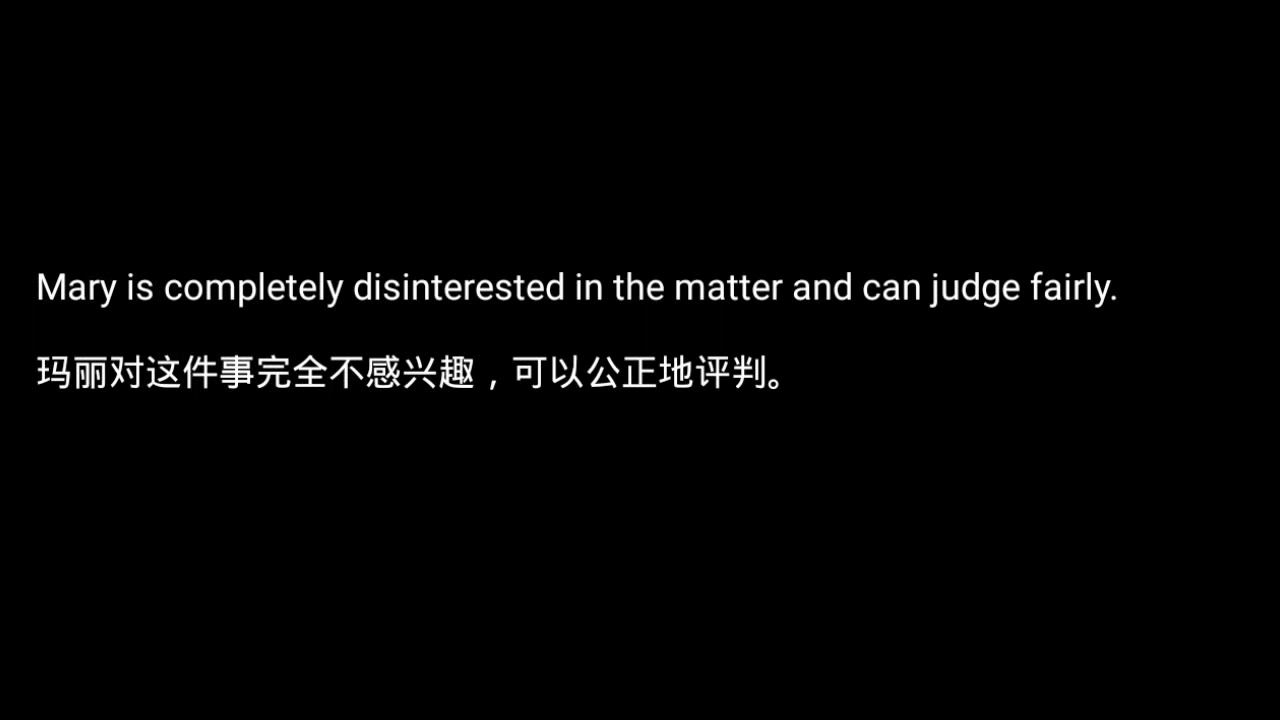 Mary is completely disinterested in the matter and can judge fairly.
玛丽对这件事完全不感兴趣，可以公正地评判。